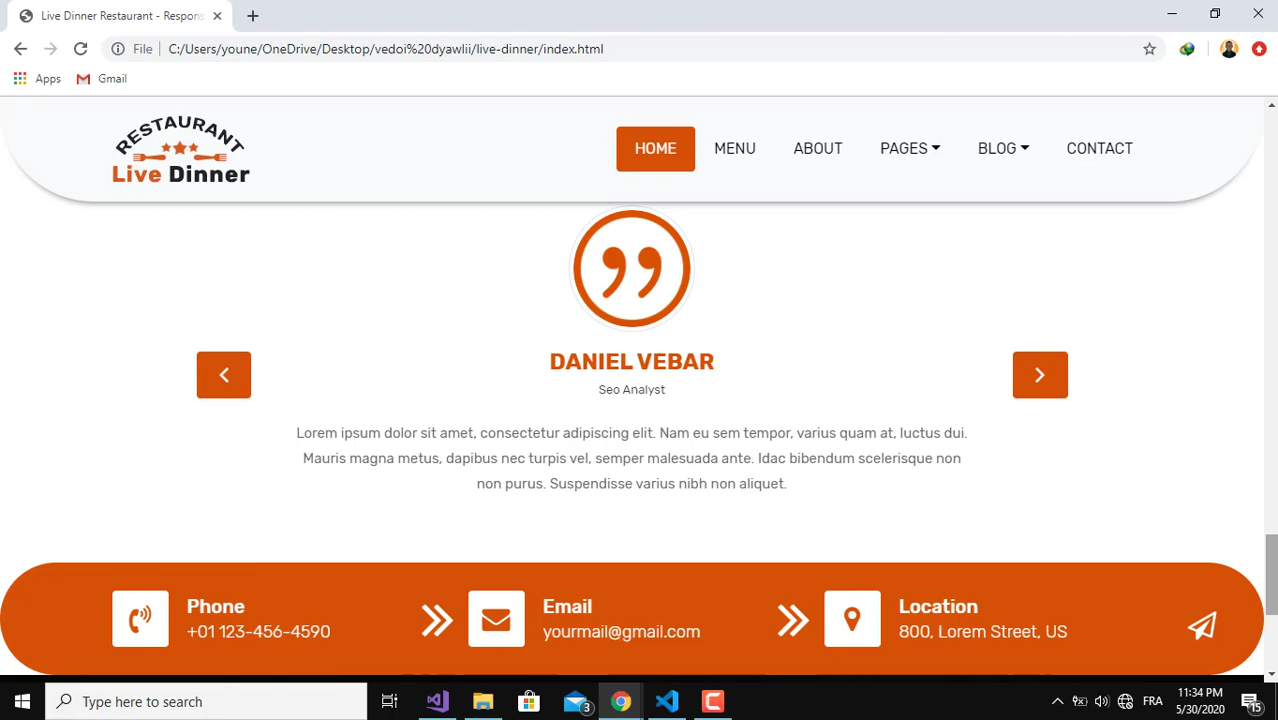 Live Dinner Restaurant - Respons
File
C:/Users/youne/OneDrive/Desktop/vedoi%20dyawlii/live-dinner/index.html
Apps
Gmail
RESTAURANT
Live Dinner
HOME
MENU
ABOUT
PAGES
BLOG
CONTACT
DANIEL VEBAR
Seo Analyst
Lorem ipsum dolor sit amet, consectetur adipiscing elit. Nam eu sem tempor, varius quam at, luctus dui.
Mauris magna metus, dapibus nec turpis vel, semper malesuada ante. Idac bibendum scelerisque non
non purus. Suspendisse varius nibh non aliquet.
Phone
+01 123-456-4590
Email
yourmail@gmail.com
Location
800, Lorem Street, US
Type here to search
3
FRA
11:34 PM
5/30/2020
15